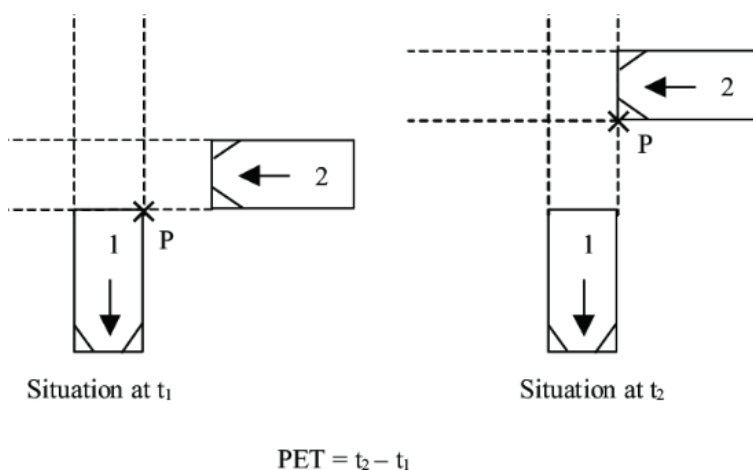 2
P
1
Situation at t₁
2
P
1
Situation at t₂
PET = t₂ – t₁